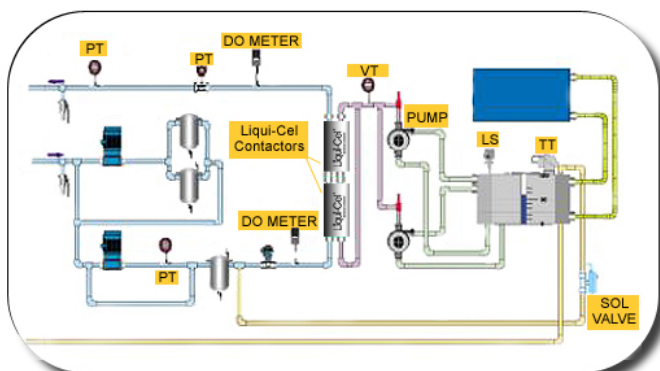 DO METER
PT
PT
VT
PUMP
Liqui-Cel
Contactors
Liqui-Cel
LS
TT
Liqui-Cel
DO METER
PT
SOL
VALVE